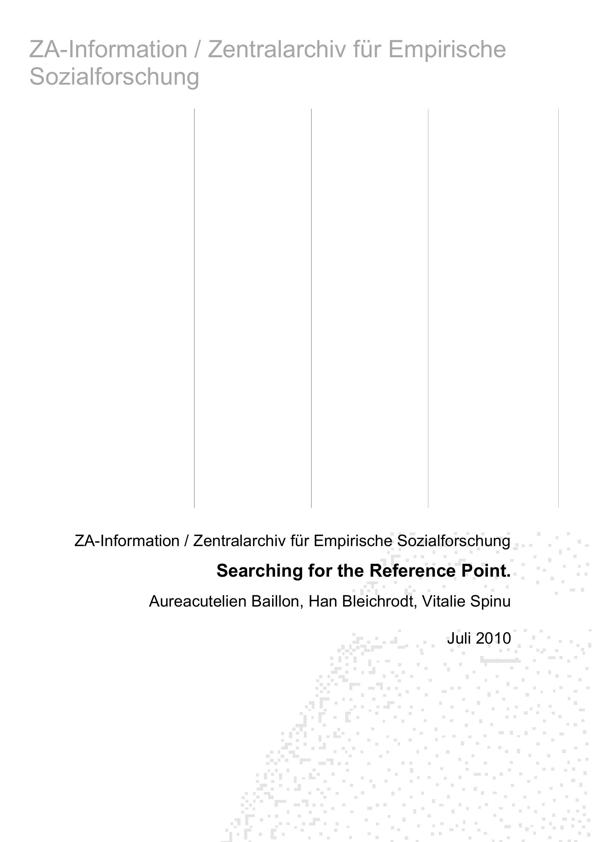 ZA-Information / Zentralarchiv für Empirische
Sozialforschung
ZA-Information / Zentralarchiv für Empirische Sozialforschung
Searching for the Reference Point.
Aureacutelien Baillon, Han Bleichrodt, Vitalie Spinu
Juli 2010